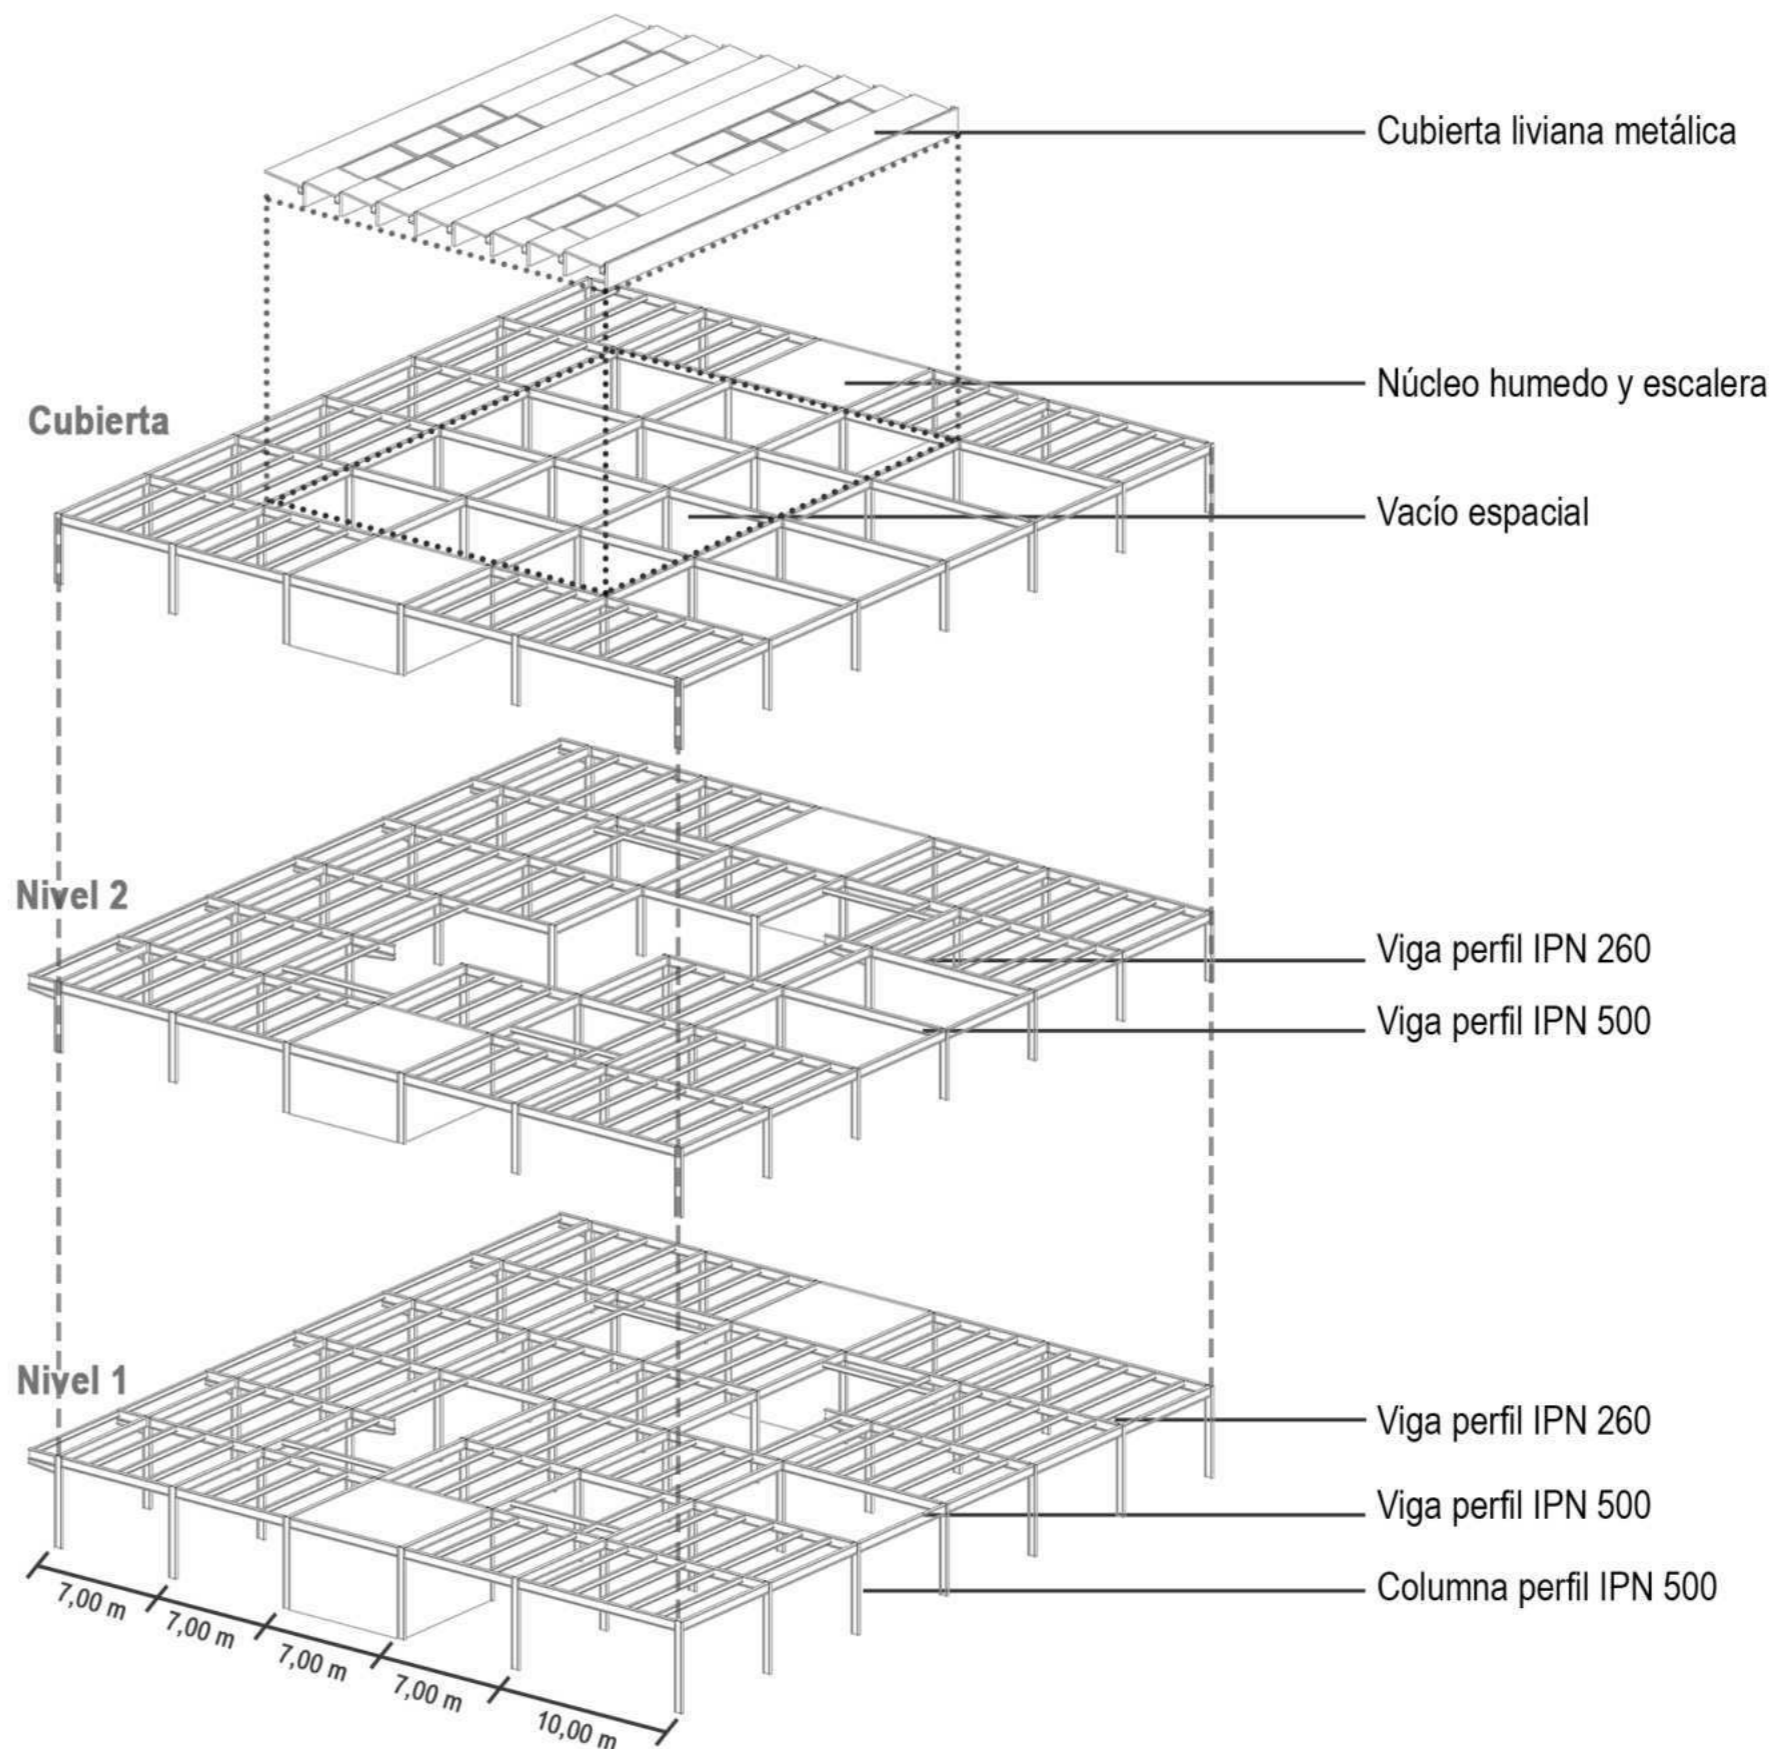 Cubierta liviana metálica
Núcleo humedo y escalera
Cubierta
Vacío espacial
Nivel 2
Viga perfil IPN 260
Viga perfil IPN 500
Nivel 1
Viga perfil IPN 260
Viga perfil IPN 500
Columna perfil IPN 500
7,00 m
7,00 m
7,00 m
7,00 m
10,00 m